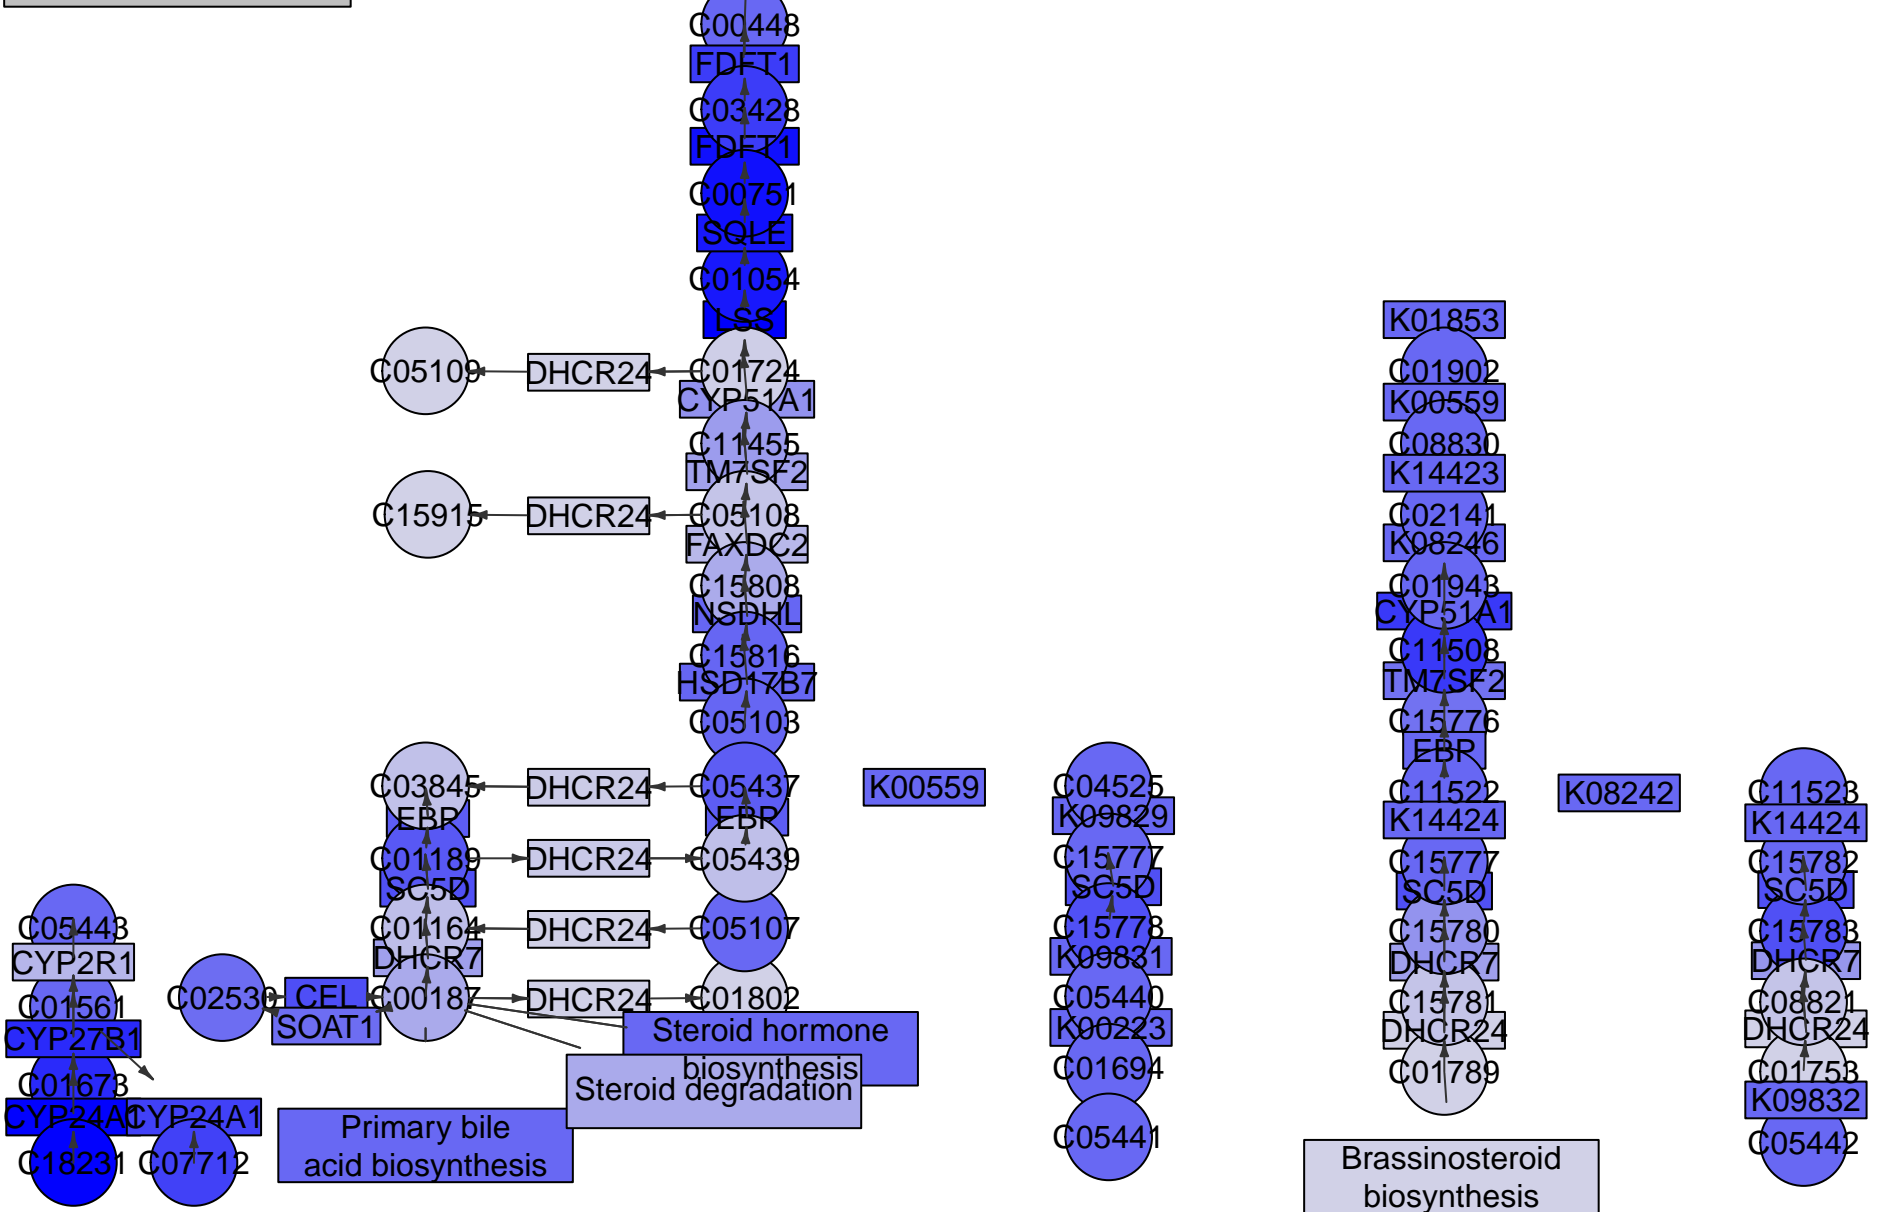 C00448
FDFT1
C03428
FDFT1
C00751
SQLE
C01054
LSS
C05109
DHCR24
C01724
CYP51A1
C11455
TM7SF2
C15915
DHCR24
C05108
FAXDC2
C15808
NSDHL
C15816
HSD17B7
C05103
C03845
DHCR24
C05437
EBP
EBP
C01189
DHCR24
C05439
SC5D
C01164
DHCR24
C05107
DHCR7
C02530
CEL
SOAT1
C00187
DHCR24
C01802
C05443
CYP2R1
C01561
CYP27B1
C01673
CYP24A1
CYP24A1
C18231
C07712
Steroid hormone
biosynthesis
Steroid degradation
Primary bile
acid biosynthesis
K00559
C04525
K09829
C15777
SC5D
C15778
K09831
C05440
K00223
C01694
C05441
K01853
C01902
K00559
C08830
K14423
C02141
K08246
C01943
CYP51A1
C11508
TM7SF2
C15776
EBP
C11522
K14424
C15777
SC5D
C15780
DHCR7
C15781
DHCR24
C01789
Brassinosteroid
biosynthesis
K08242
C11523
K14424
C15782
SC5D
C15783
DHCR7
C08821
DHCR24
C01753
K09832
C05442